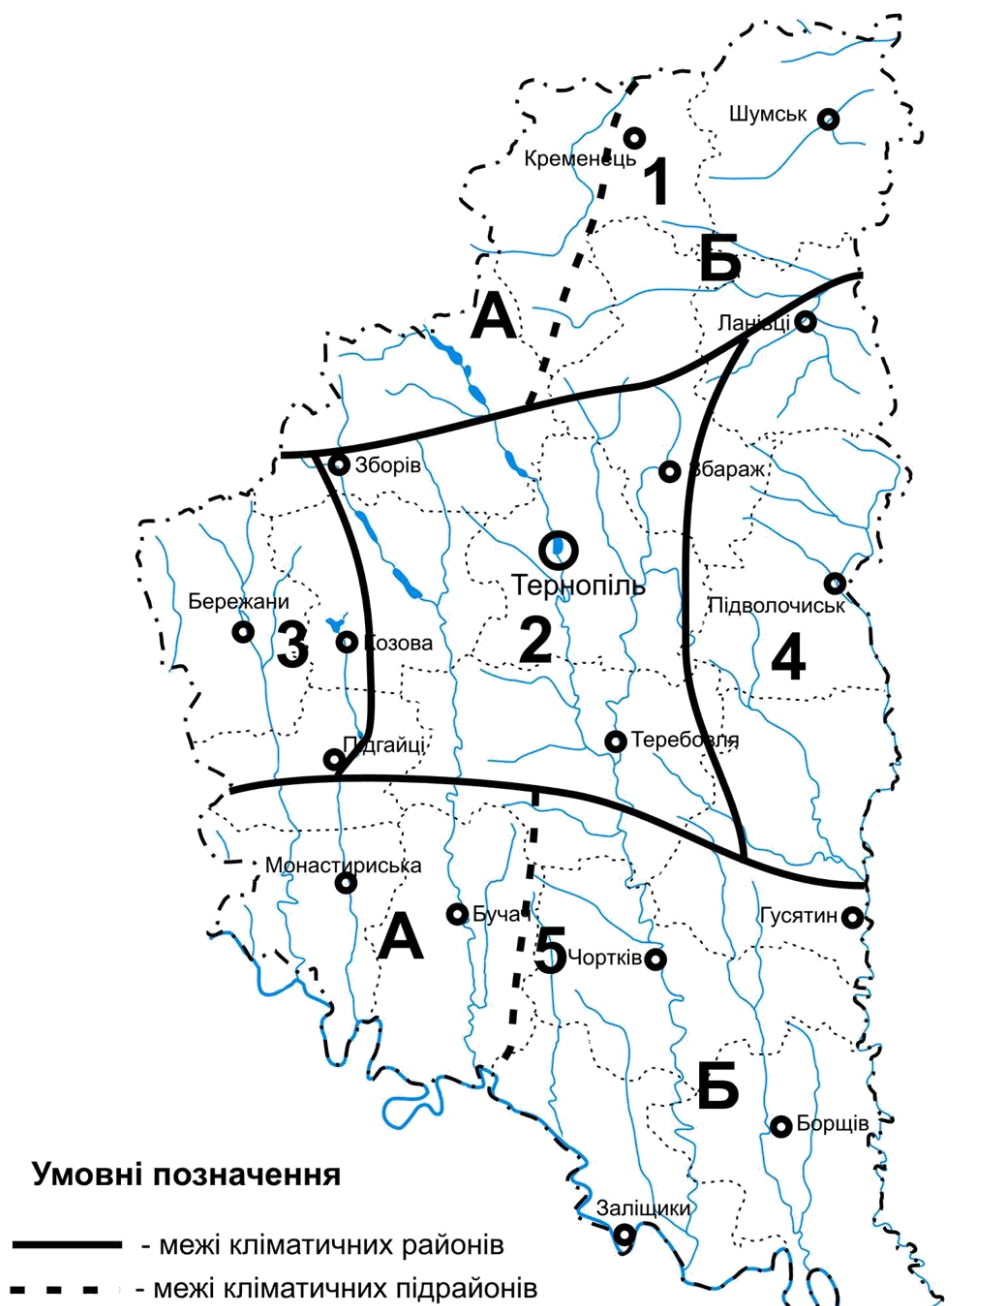 Шумськ
Кременець
1
Б
А
Ланівці
Зборів
Збараж
Тернопіль
Бережани
Підволочиськ
3
Козова
2
4
Підгайці
Теребовля
Монастириська
Бучач
Гусятин
А
5
Чортків
Б
Борщів
Умовні позначення
Заліщики
- межі кліматичних районів
- межі кліматичних підрайонів